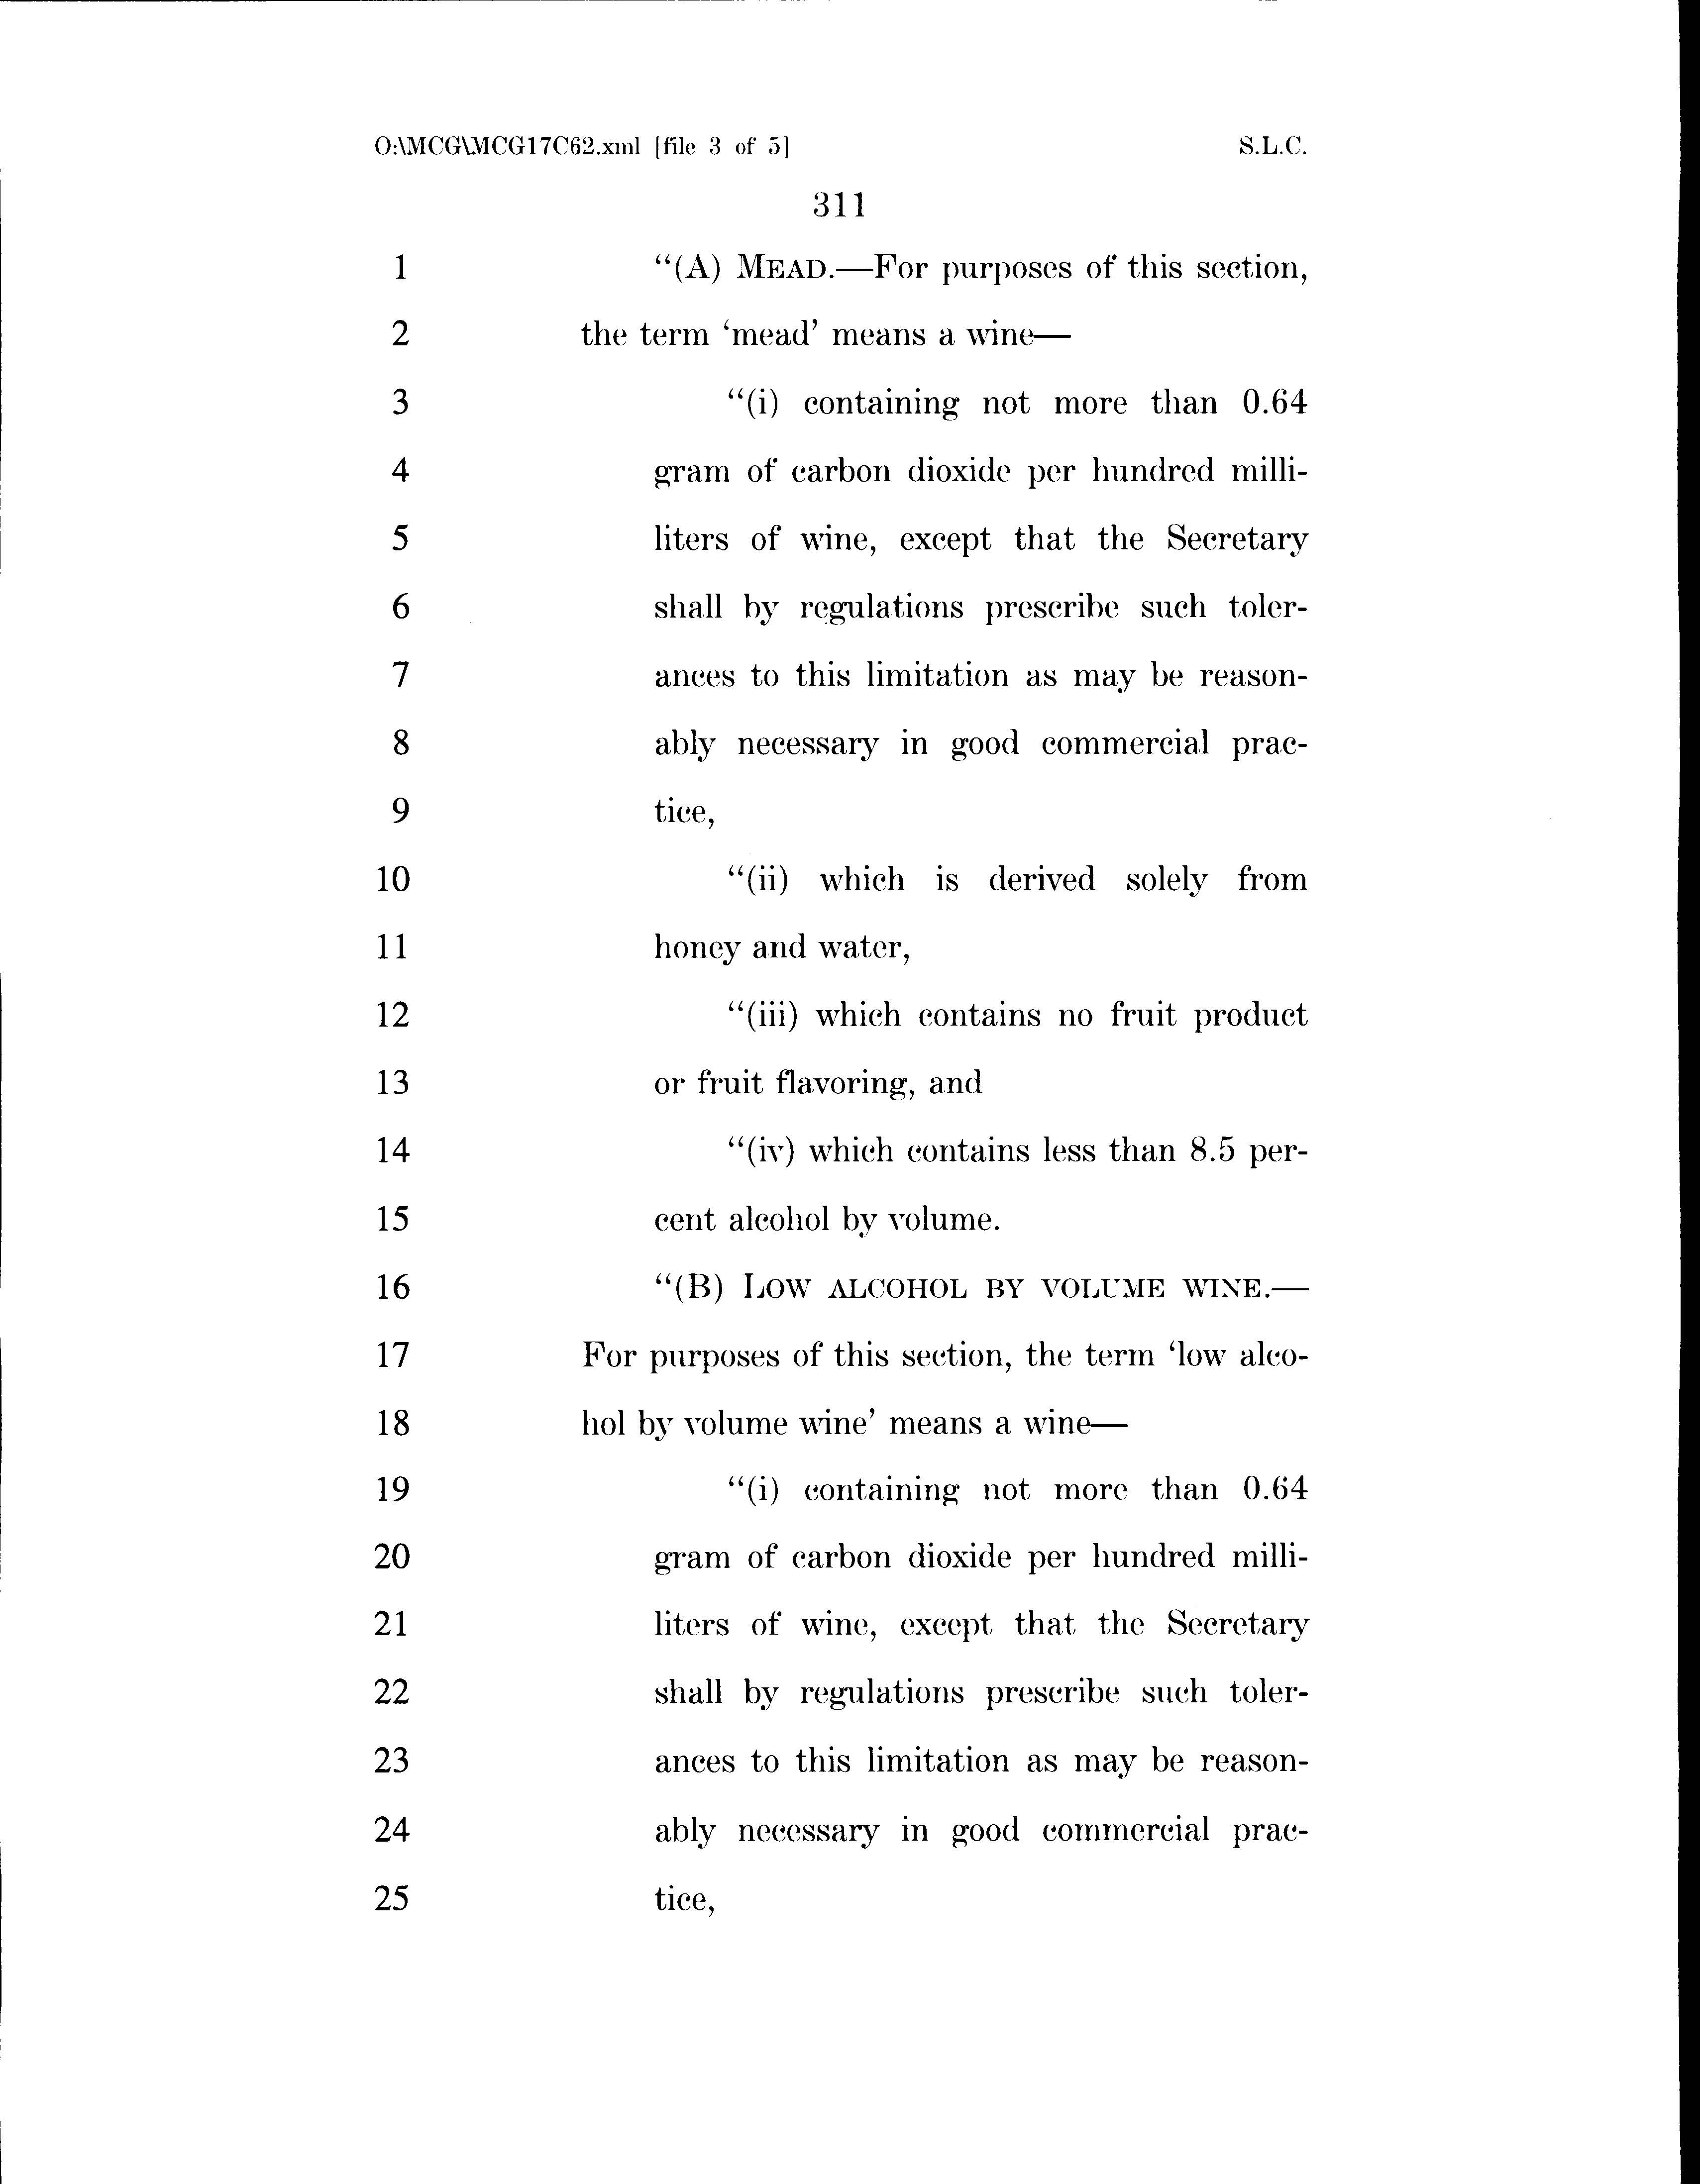 O:\MCG\MCG17C62.xml [file 3 of 5] S.L.C.
311
1 “(A) MEAD.—For purposes of this section,
2 the term ‘mead’ means a wine—
3 “(i) containing not more than 0.64
4 gram of carbon dioxide per hundred milli-
5 liters of wine, except that the Secretary
6 shall by regulations prescribe such toler-
7 ances to this limitation as may be reason-
8 ably necessary in good commercial prac-
9 tice,
10 “(ii) which is derived solely from
11 honey and water,
12 “(iii) which contains no fruit product
13 or fruit flavoring, and
14 “(iv) which contains less than 8.5 per-
15 cent alcohol by volume.
16 “(B) LOW ALCOHOL BY VOLUME WINE.—
17 For purposes of this section, the term ‘low alco-
18 hol by volume wine’ means a wine—
19 “(i) containing not more than 0.64
20 gram of carbon dioxide per hundred milli-
21 liters of wine, except that the Secretary
22 shall by regulations prescribe such toler-
23 ances to this limitation as may be reason-
24 ably necessary in good commercial prac-
25 tice,